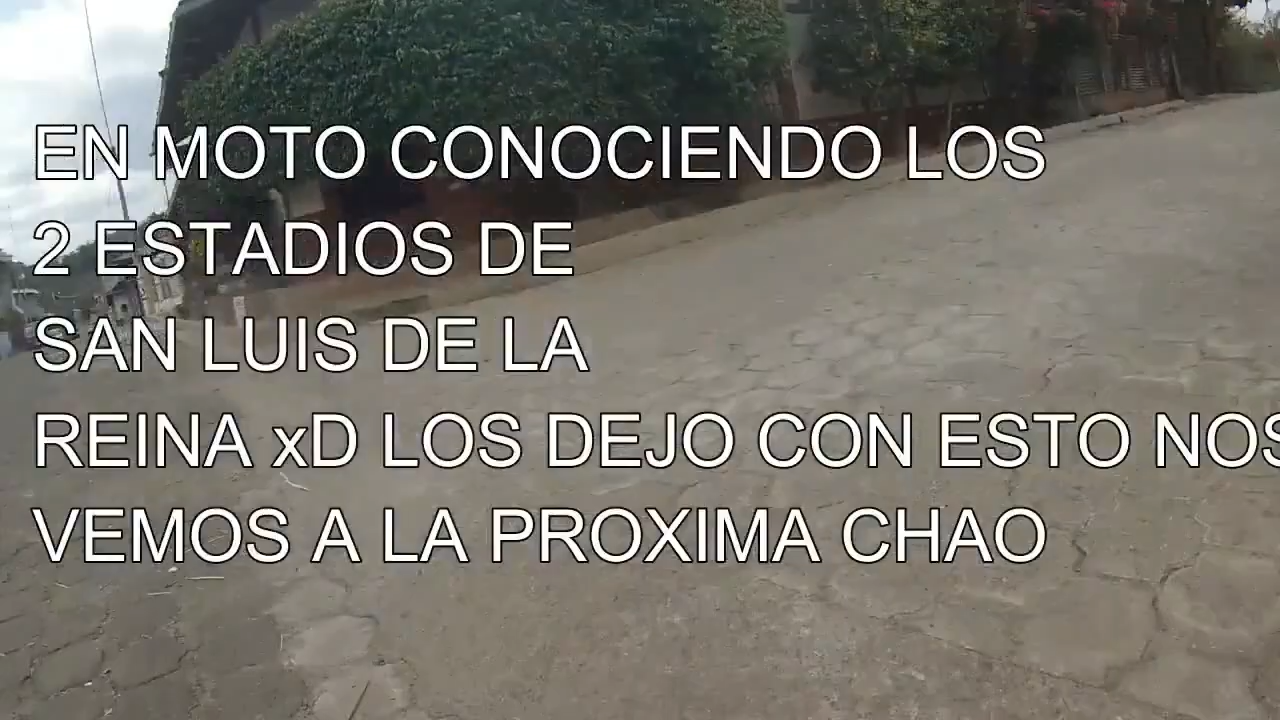 EN MOTO CONOCIENDO LOS
2 ESTADIOS DE
SAN LUIS DE LA
REINA xD LOS DEJO CON ESTO NOS
VEMOS A LA PROXIMA CHAO